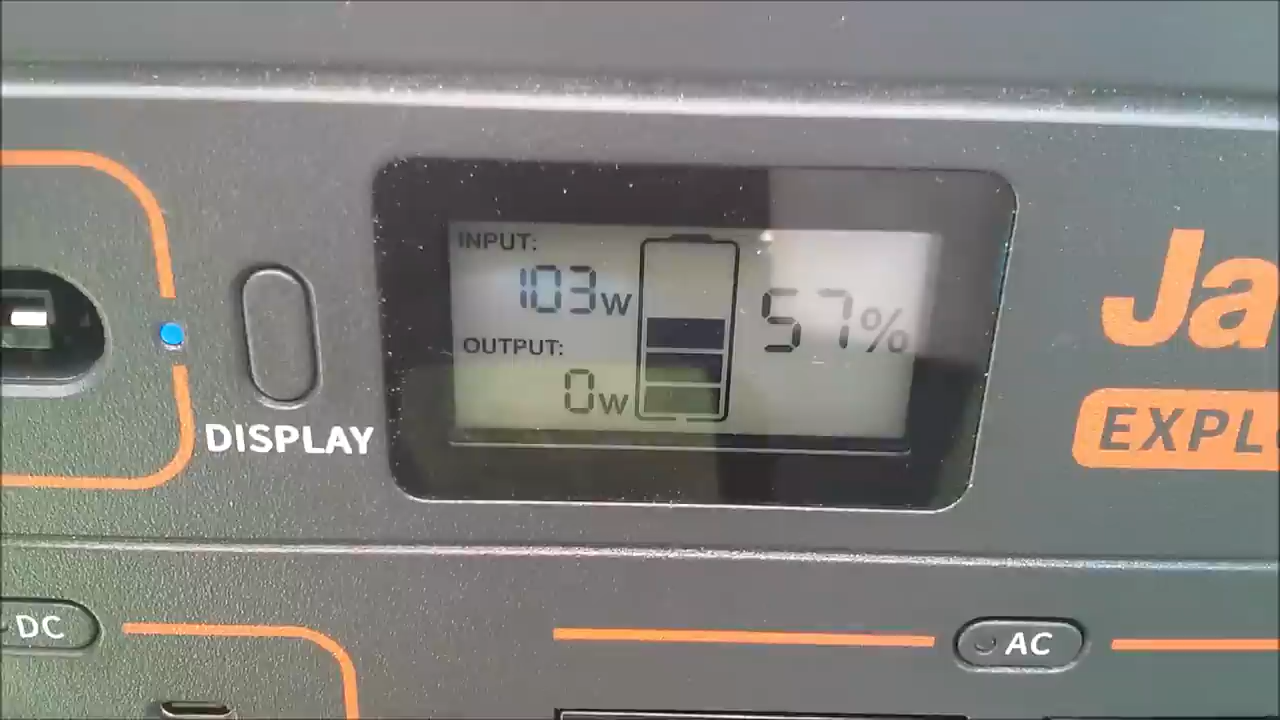 INPUT:
103W
OUTPUT:
0W
57%
DISPLAY
Ja
EXPL
DC
AC